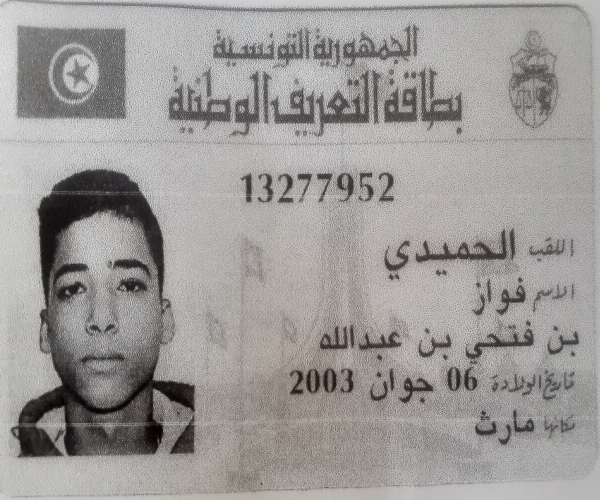 الجمهورية التونسية
بطاقة التعريف الوطنية
13277952
اللقب الحميدي
الاسم فواز
بن فتحي بن عبدالله
تاريخ الولادة 06 جوان 2003
مكانها مارث